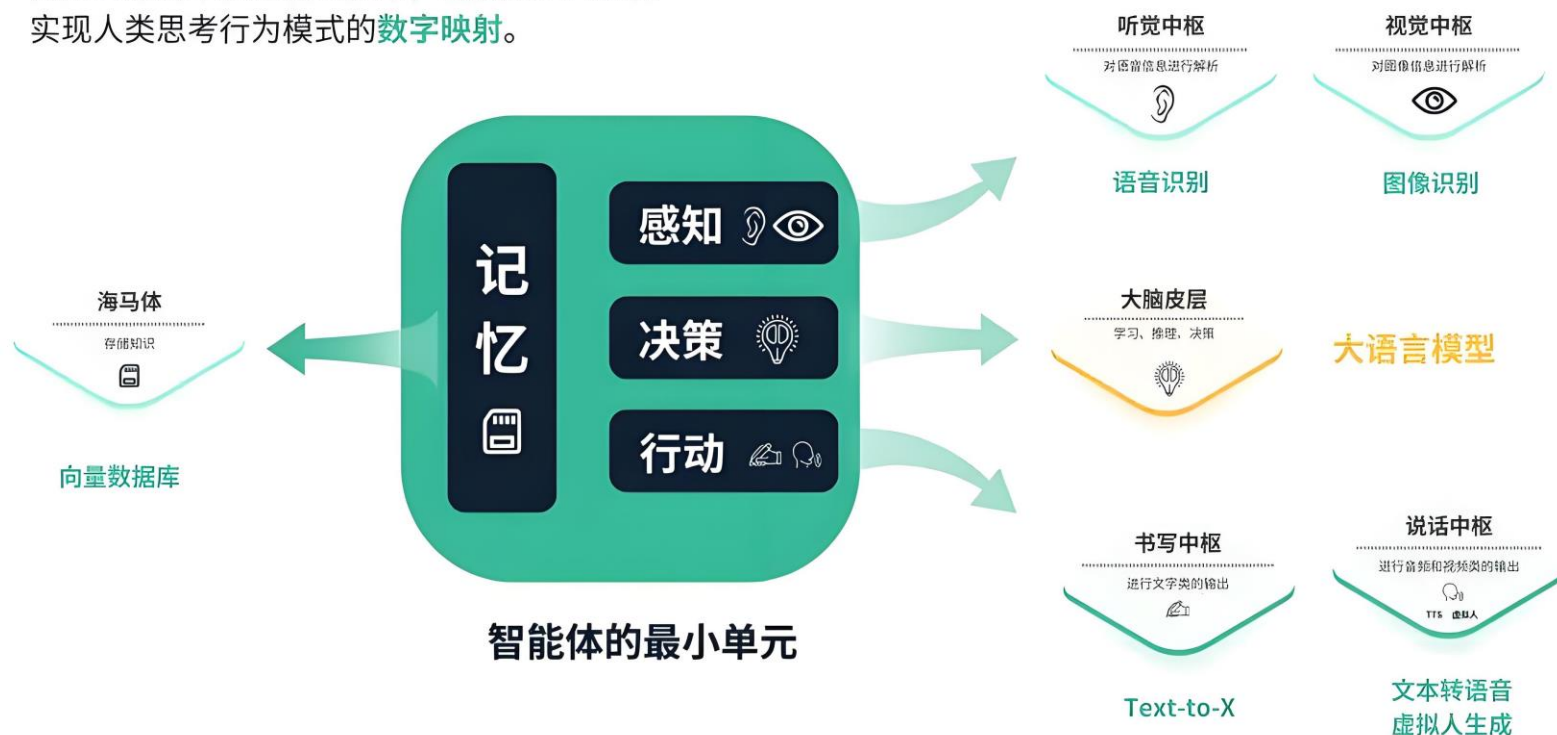 实现人类思考行为模式的数字映射。
听觉中枢
对语音信息进行解析
语音识别
视觉中枢
对图像信息进行解析
图像识别
记忆
感知
决策
行动
智能体的最小单元
海马体
存储知识
向量数据库
大脑皮层
学习、推理、决策
大语言模型
书写中枢
进行文字类的输出
Text-to-X
说话中枢
进行音频和视频类的输出
TTS 虚拟人
文本转语音
虚拟人生成